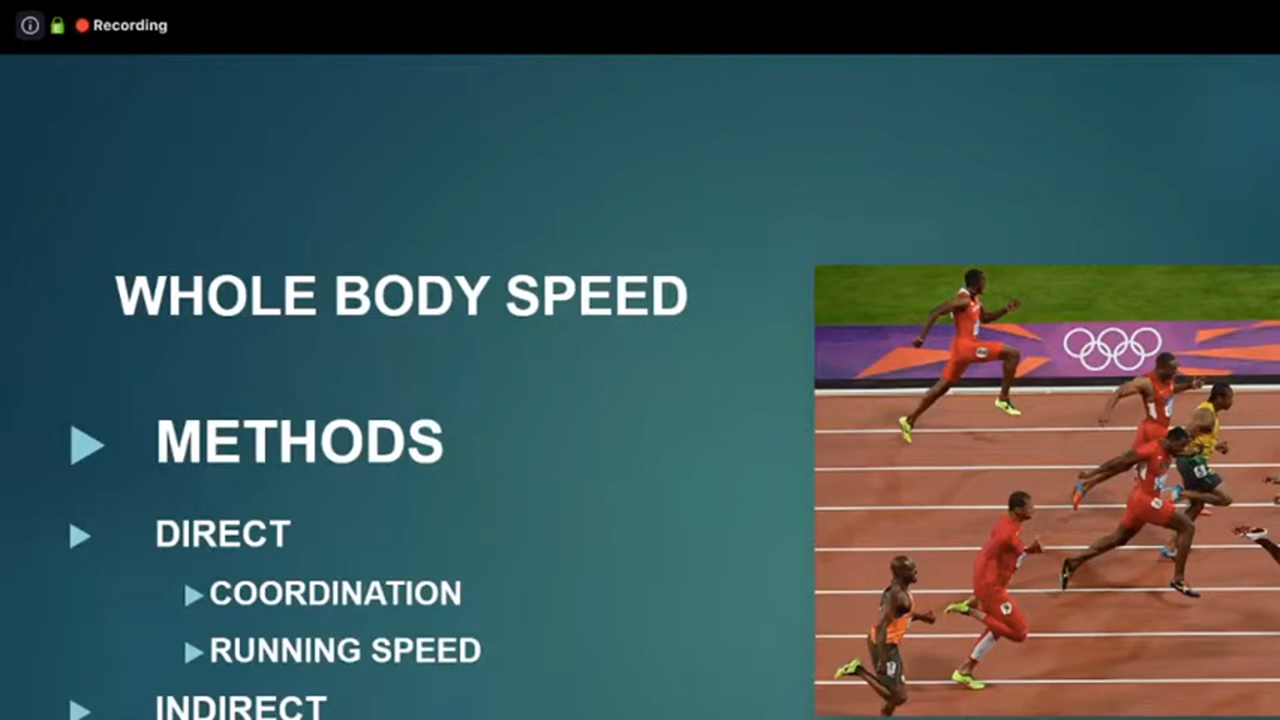 Recording
WHOLE BODY SPEED
METHODS
DIRECT
COORDINATION
RUNNING SPEED
INDIRECT